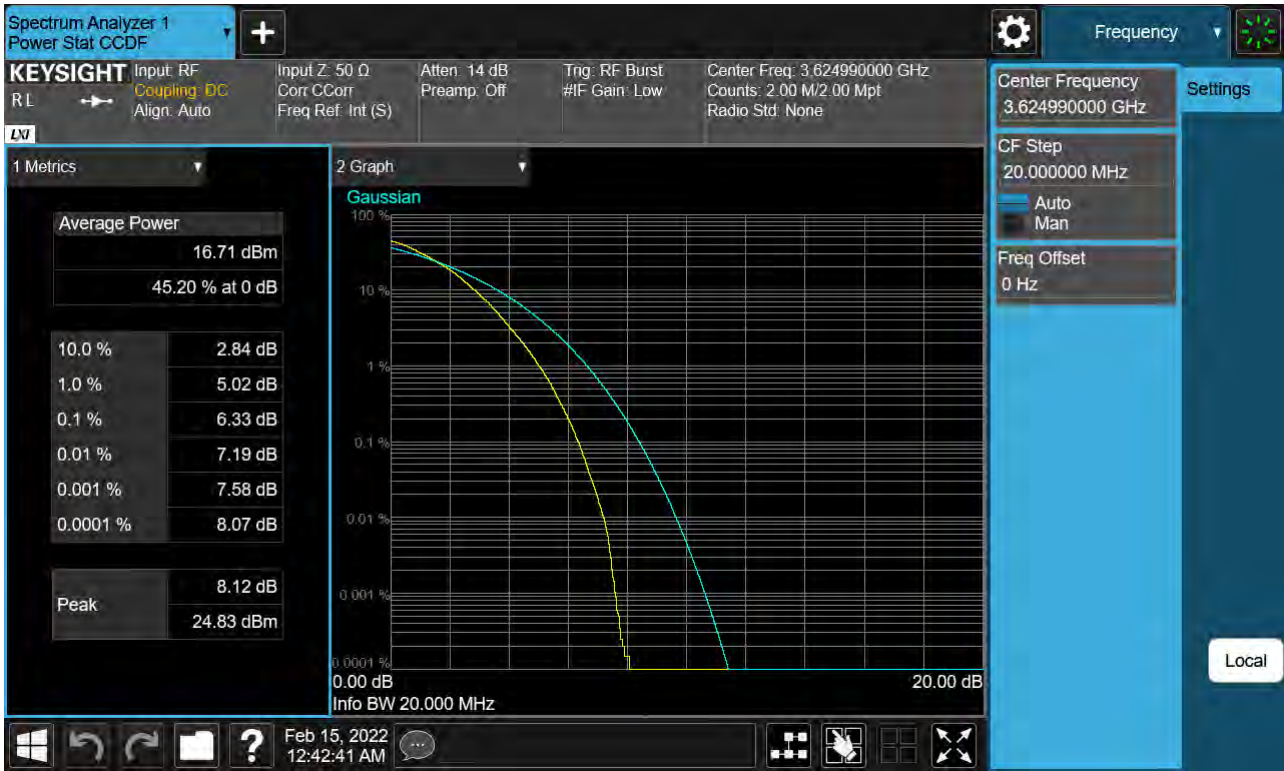 Spectrum Analyzer 1
Power Stat CCDF
Frequency
KEYSIGHT
R L
LXI
Input: RF
Coupling: DC
Align: Auto
Input Z: 50 Ω
Corr CCorr
Freq Ref: Int (S)
Atten: 14 dB
Preamp: Off
Trig: RF Burst
#IF Gain: Low
Center Freq: 3.624990000 GHz
Counts: 2.00 M/2.00 Mpt
Radio Std: None
Center Frequency
3.624990000 GHz
Settings
CF Step
20.000000 MHz
Auto
Man
Freq Offset
0 Hz
1 Metrics
Average Power
16.71 dBm
45.20 % at 0 dB
10.0 % 2.84 dB
1.0 % 5.02 dB
0.1 % 6.33 dB
0.01 % 7.19 dB
0.001 % 7.58 dB
0.0001 % 8.07 dB
Peak
8.12 dB
24.83 dBm
2 Graph
Gaussian
100 %
10 %
1 %
0.1 %
0.01 %
0.001 %
0.0001 %
0.00 dB
20.00 dB
Info BW 20.000 MHz
Local
?
Feb 15, 2022
12:42:41 AM